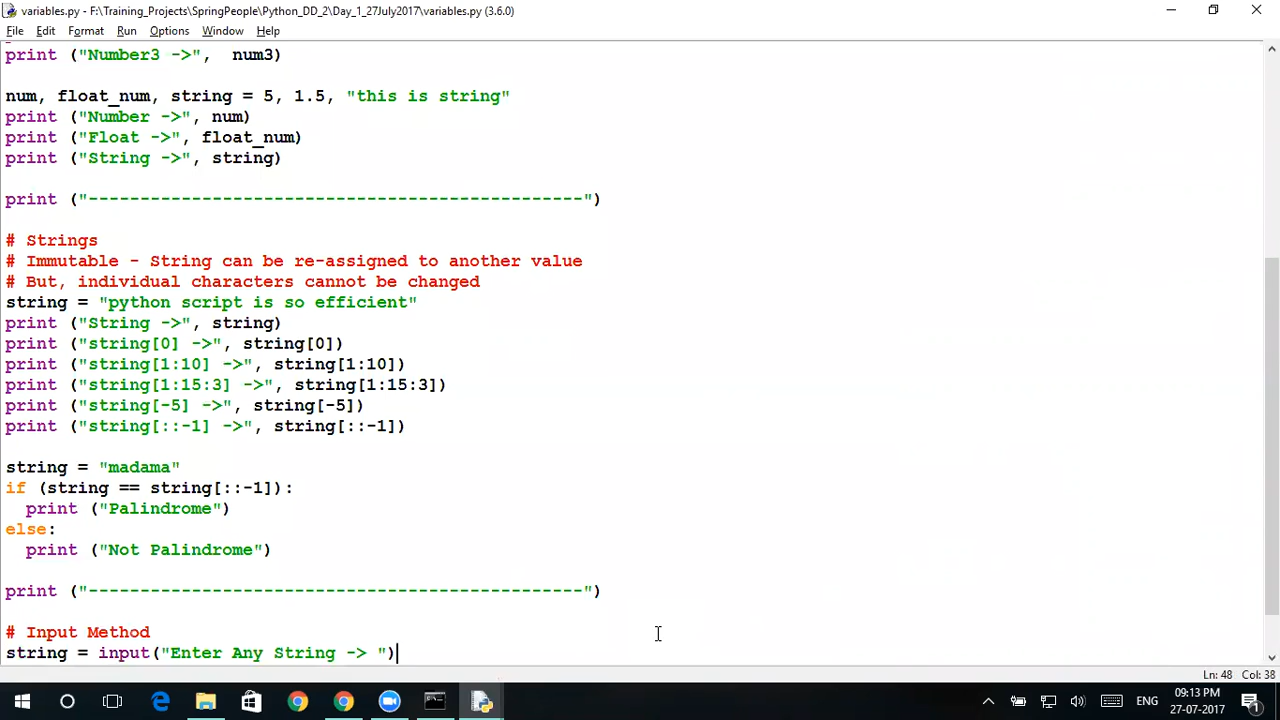 variables.py - F:\Training_Projects\SpringPeople\Python_DD_2\Day_1_27July2017\variables.py (3.6.0)
File Edit Format Run Options Window Help
print ("Number3 ->",  num3)
num, float_num, string = 5, 1.5, "this is string"
print ("Number ->", num)
print ("Float ->", float_num)
print ("String ->", string)
print ("------------------------------------------------")
# Strings
# Immutable - String can be re-assigned to another value
# But, individual characters cannot be changed
string = "python script is so efficient"
print ("String ->", string)
print ("string[0] ->", string[0])
print ("string[1:10] ->", string[1:10])
print ("string[1:15:3] ->", string[1:15:3])
print ("string[-5] ->", string[-5])
print ("string[::-1] ->", string[::-1])
string = "madama"
if (string == string[::-1]):
  print ("Palindrome")
else:
  print ("Not Palindrome")
print ("------------------------------------------------")
# Input Method
string = input("Enter Any String -> ")
Ln: 48 Col: 38
ENG
09:13 PM
27-07-2017
1